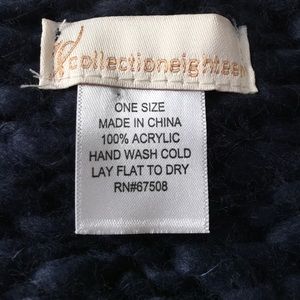 collectioneighteen
ONE SIZE
MADE IN CHINA
100% ACRYLIC
HAND WASH COLD
LAY FLAT TO DRY
RN#67508